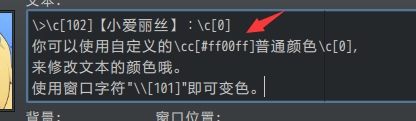 文本:
\>\c[102]【小爱丽丝】：\c[0]
你可以使用自定义的\cc[#ff00ff]普通颜色\c[0]，
来修改文本的颜色哦。
使用窗口字符"\\[101]"即可变色。
背景: 窗口位置: